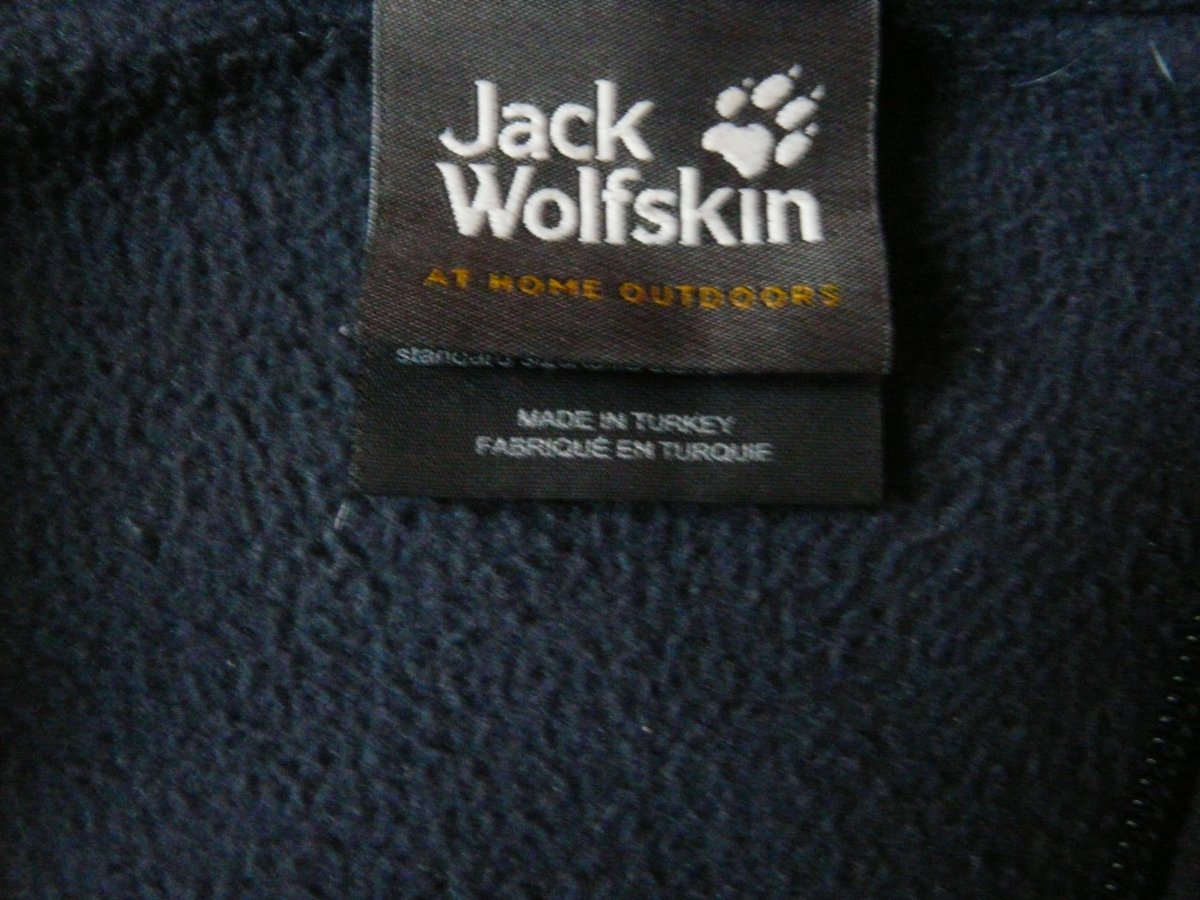 Jack
Wolfskin
AT HOME OUTDOORS
MADE IN TURKEY
FABRIQUÉ EN TURQUIE